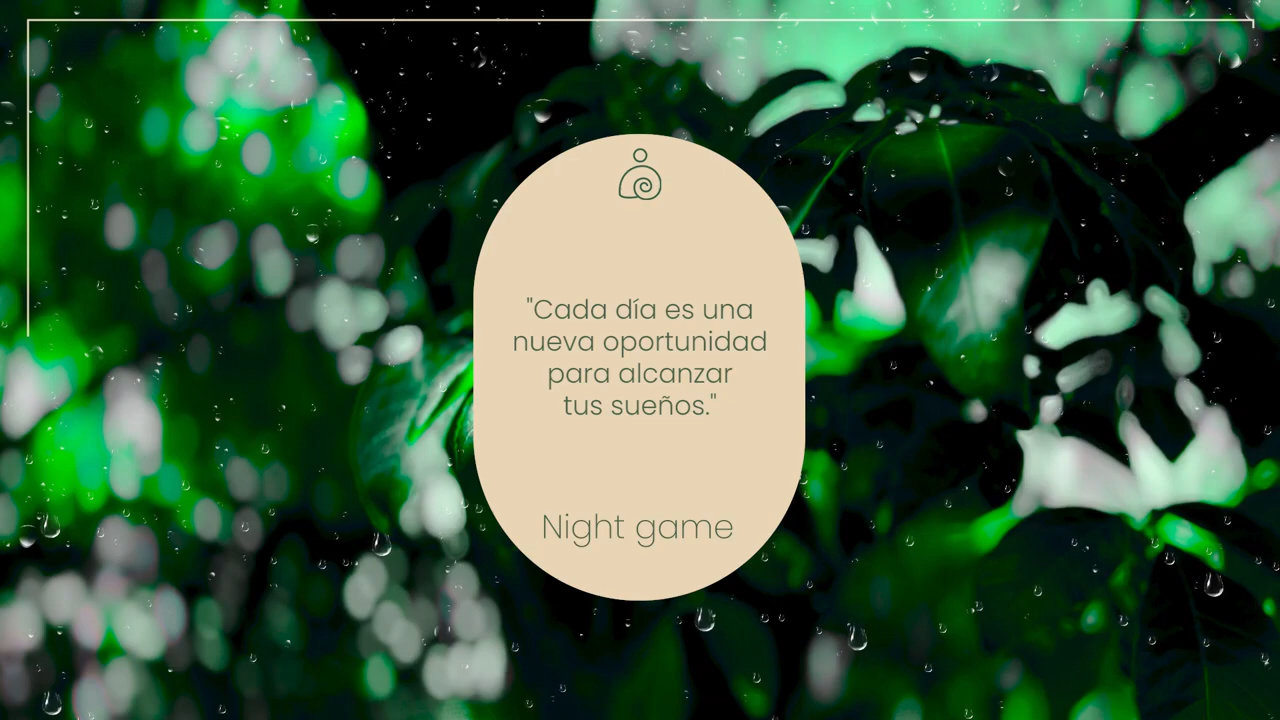 "Cada día es una
nueva oportunidad
para alcanzar
tus sueños."
Night game